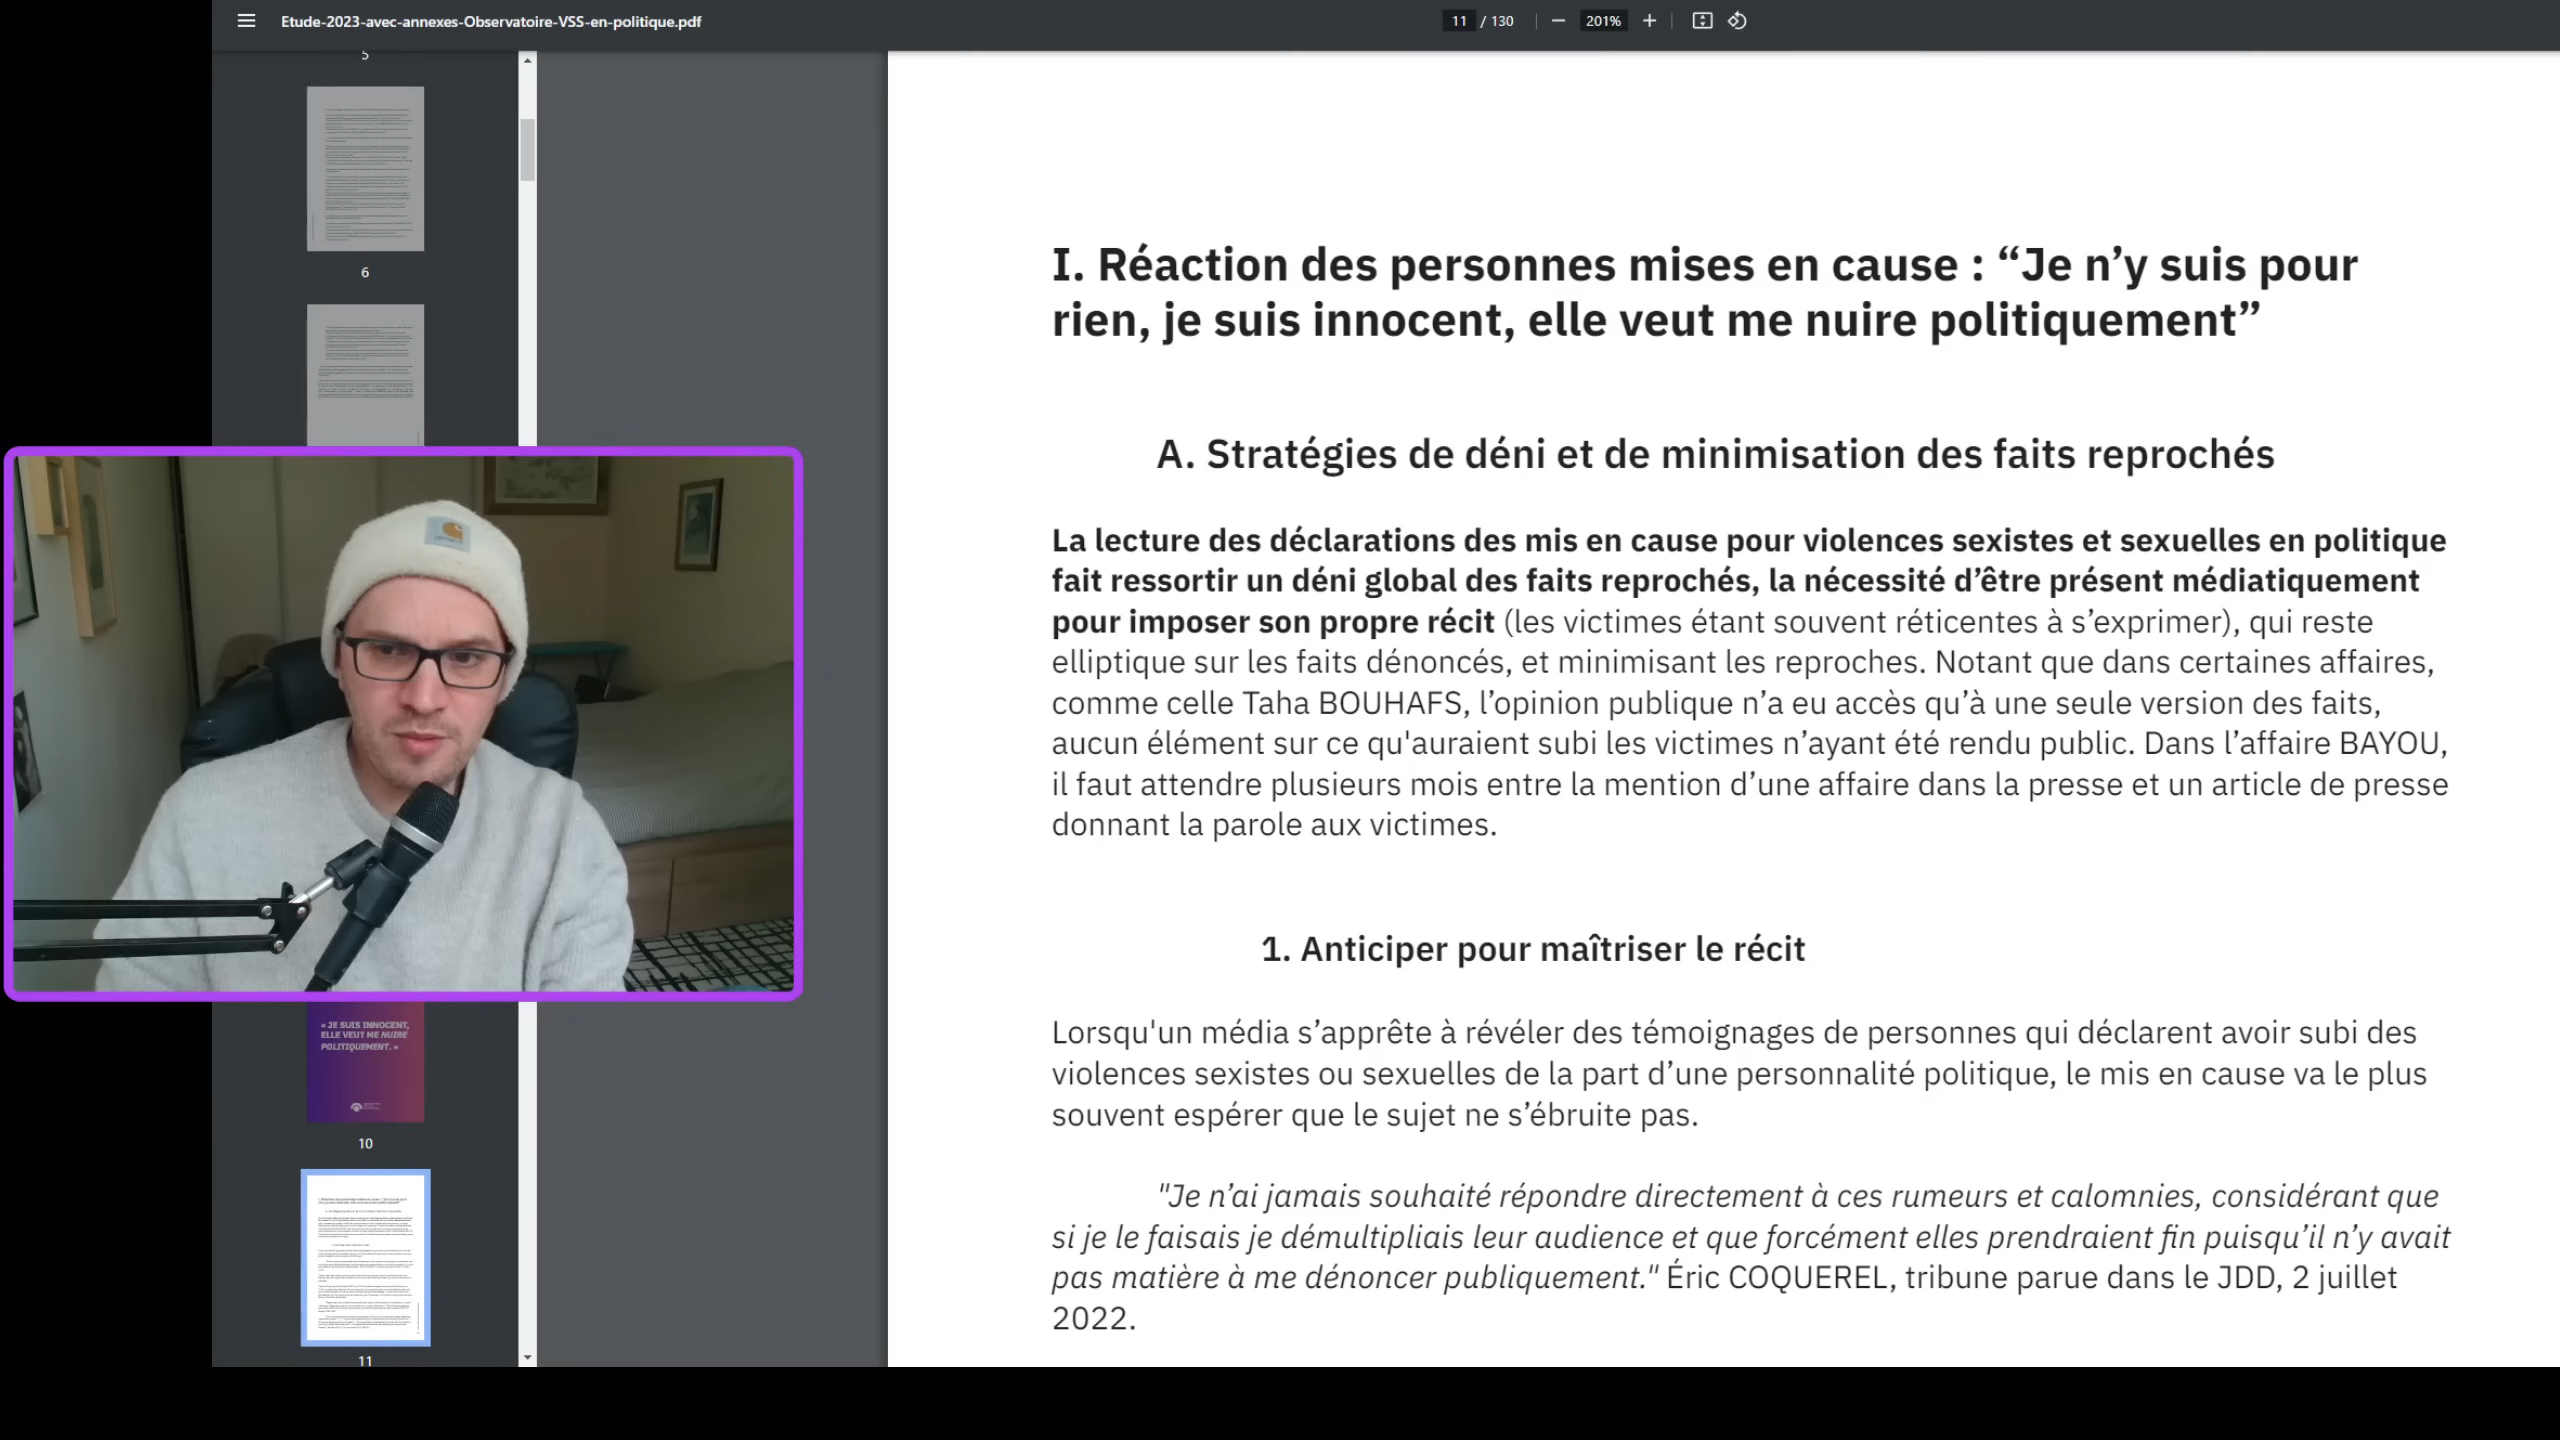 Etude-2023-avec-annexes-Observatoire-VSS-en-politique.pdf
11 / 130
201%
5
6
« JE SUIS INNOCENT,
ELLE VEUT ME NUIRE
POLITIQUEMENT. »
10
11
I. Réaction des personnes mises en cause : “Je n’y suis pour
rien, je suis innocent, elle veut me nuire politiquement”
A. Stratégies de déni et de minimisation des faits reprochés
La lecture des déclarations des mis en cause pour violences sexistes et sexuelles en politique
fait ressortir un déni global des faits reprochés, la nécessité d’être présent médiatiquement
pour imposer son propre récit (les victimes étant souvent réticentes à s’exprimer), qui reste
elliptique sur les faits dénoncés, et minimisant les reproches. Notant que dans certaines affaires,
comme celle Taha BOUHAFS, l’opinion publique n’a eu accès qu’à une seule version des faits,
aucun élément sur ce qu'auraient subi les victimes n’ayant été rendu public. Dans l’affaire BAYOU,
il faut attendre plusieurs mois entre la mention d’une affaire dans la presse et un article de presse
donnant la parole aux victimes.
1. Anticiper pour maîtriser le récit
Lorsqu'un média s’apprête à révéler des témoignages de personnes qui déclarent avoir subi des
violences sexistes ou sexuelles de la part d’une personnalité politique, le mis en cause va le plus
souvent espérer que le sujet ne s’ébruite pas.
"Je n’ai jamais souhaité répondre directement à ces rumeurs et calomnies, considérant que
si je le faisais je démultipliais leur audience et que forcément elles prendraient fin puisqu’il n’y avait
pas matière à me dénoncer publiquement." Éric COQUEREL, tribune parue dans le JDD, 2 juillet
2022.